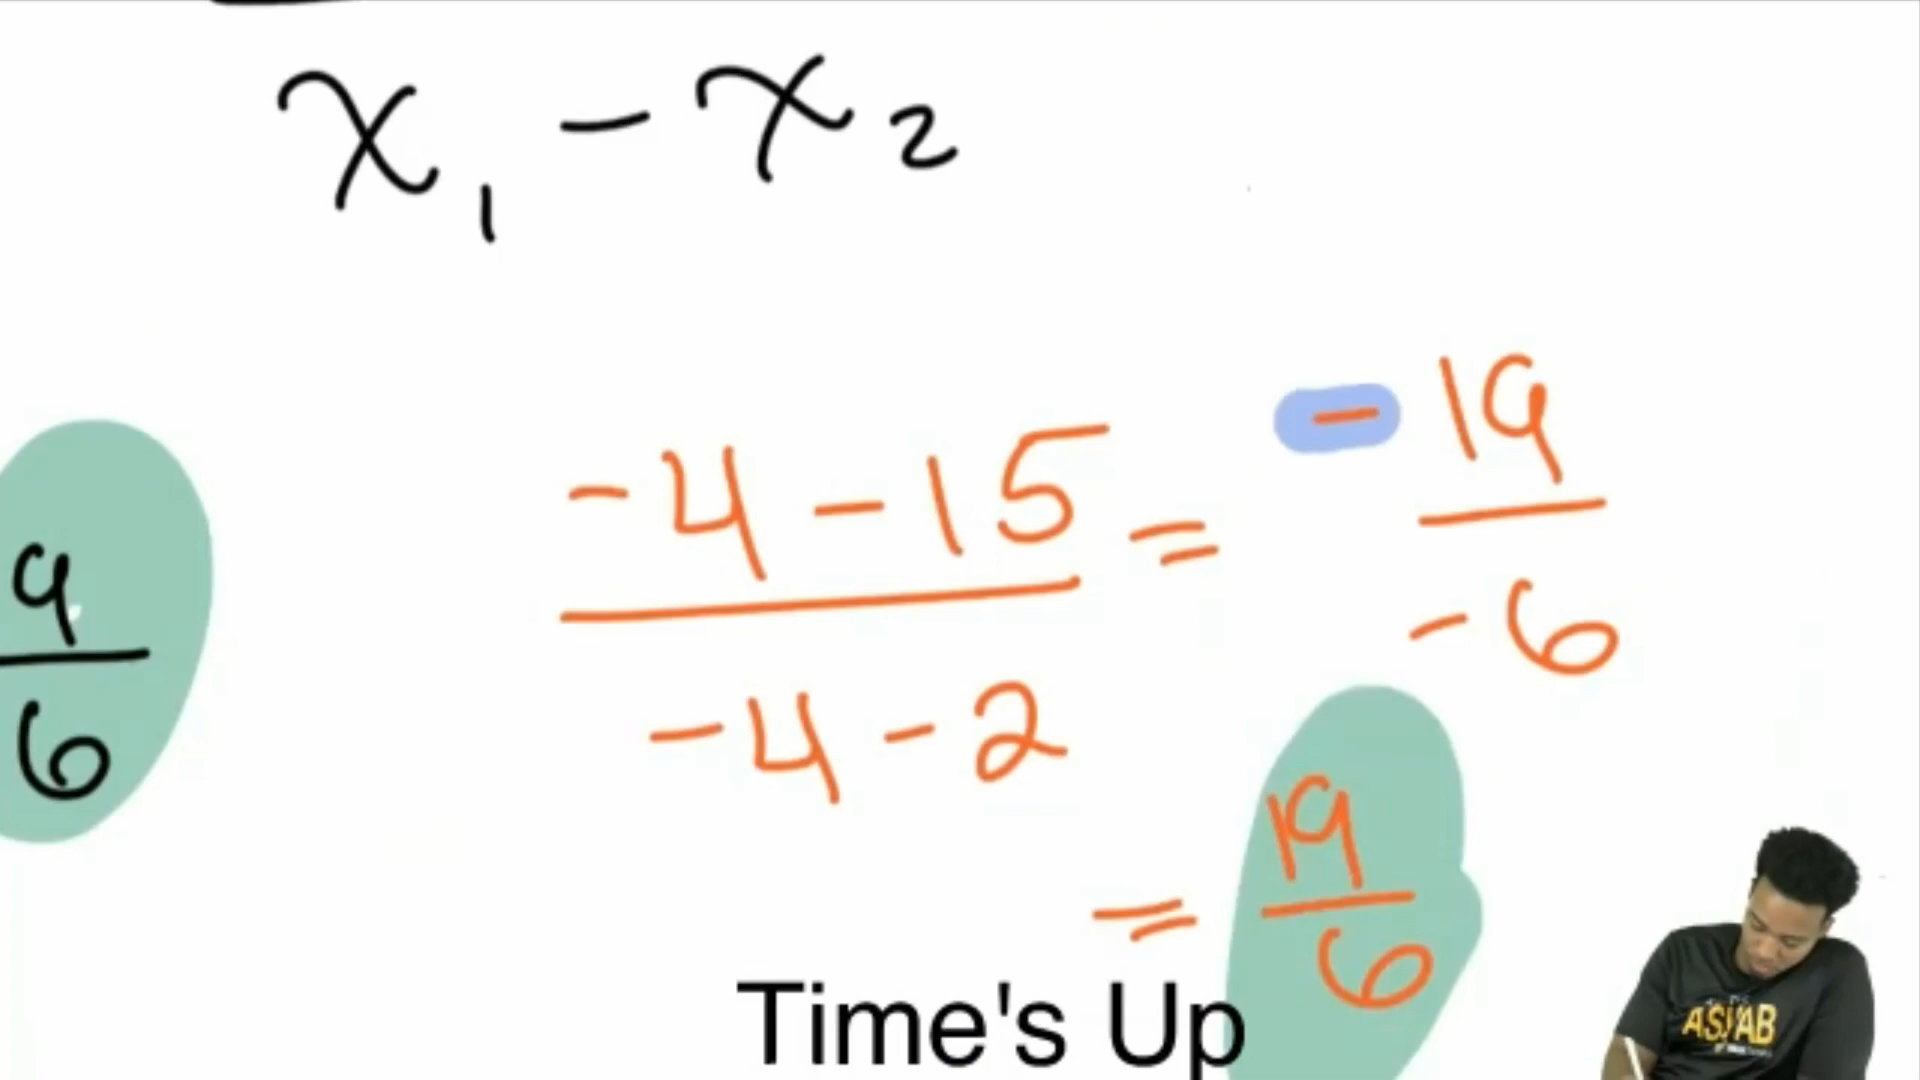 x₁ - x₂
-4 - 15 / -4 - 2 = -19 / -6
9 / 6
= 19 / 6
Time's Up
ASVAB